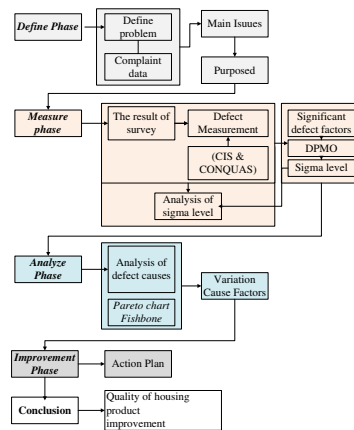 Define Phase
Define
problem
Complaint
data
Main Isuues
Purposed
Measure
phase
The result of
survey
Defect
Measurement
(CIS &
CONQUAS)
Analysis of
sigma level
Significant
defect factors
DPMO
Sigma level
Analyze
Phase
Analysis of
defect causes
Pareto chart
Fishbone
Variation
Cause Factors
Improvement
Phase
Action Plan
Conclusion
Quality of housing
product
improvement